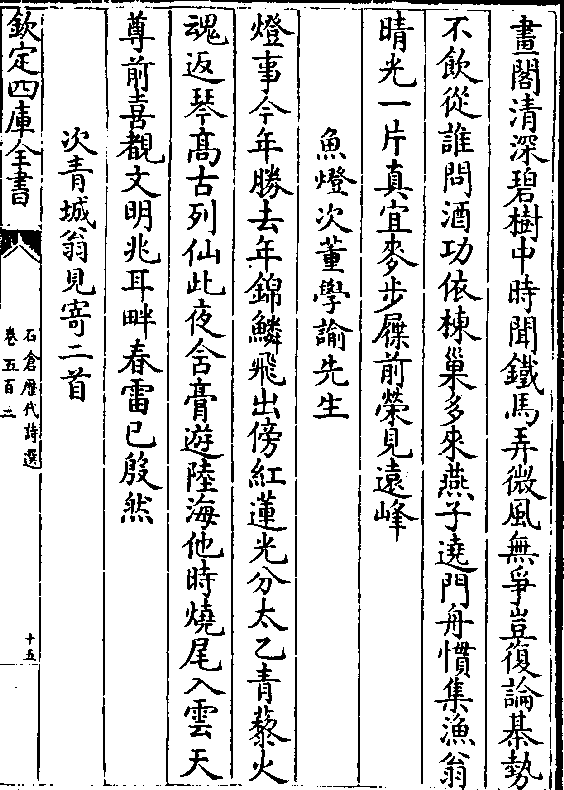 畫閣清深碧樹中時聞鐵馬弄微風無爭豈復論棊勢
不飲從誰問酒功依棟巢多來燕子遶門舟慣集漁翁
晴光一片真宜麥步屧前榮見遠峰
魚燈次董學諭先生
燈事今年勝去年錦鱗飛出傍紅蓮光分太乙青藜火
魂返琴髙古列仙此夜含膏遊陸海他時燒尾入雲天
尊前喜覩文明兆耳畔春雷已殷然
次青城翁見寄二首
欽定四庫全書
石倉歴代詩選
卷五百二
十五